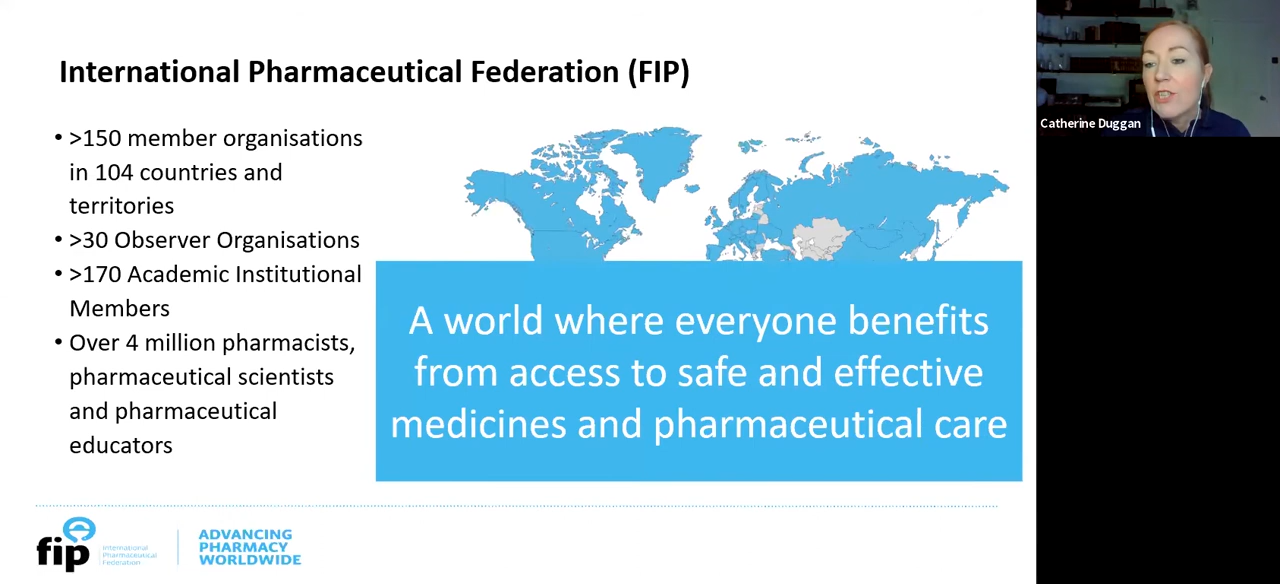 International Pharmaceutical Federation (FIP)
• >150 member organisations
in 104 countries and
territories
• >30 Observer Organisations
• >170 Academic Institutional
Members
• Over 4 million pharmacists,
pharmaceutical scientists
and pharmaceutical
educators
A world where everyone benefits
from access to safe and effective
medicines and pharmaceutical care
fip
International
Pharmaceutical
Federation
ADVANCING
PHARMACY
WORLDWIDE
Catherine Duggan